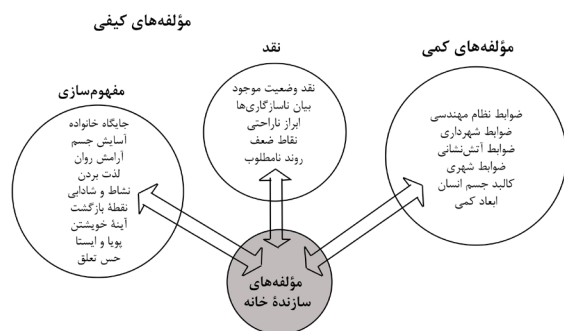 مؤلفه‌های کیفی
مؤلفه‌های کمی
ضوابط نظام مهندسی
ضوابط شهرداری
ضوابط آتش‌نشانی
ضوابط شهری
کالبد جسم انسان
ابعاد کمی
نقد
نقد وضعیت موجود
بیان ناسازگاری‌ها
ابراز ناراحتی
نقاط ضعف
روند نامطلوب
مفهوم‌سازی
جایگاه خانواده
آسایش جسم
آرامش روان
لذت بردن
نشاط و شادابی
نقطهٔ بازگشت
آینهٔ خویشتن
پویا و ایستا
حس تعلق
مؤلفه‌های
سازندهٔ خانه